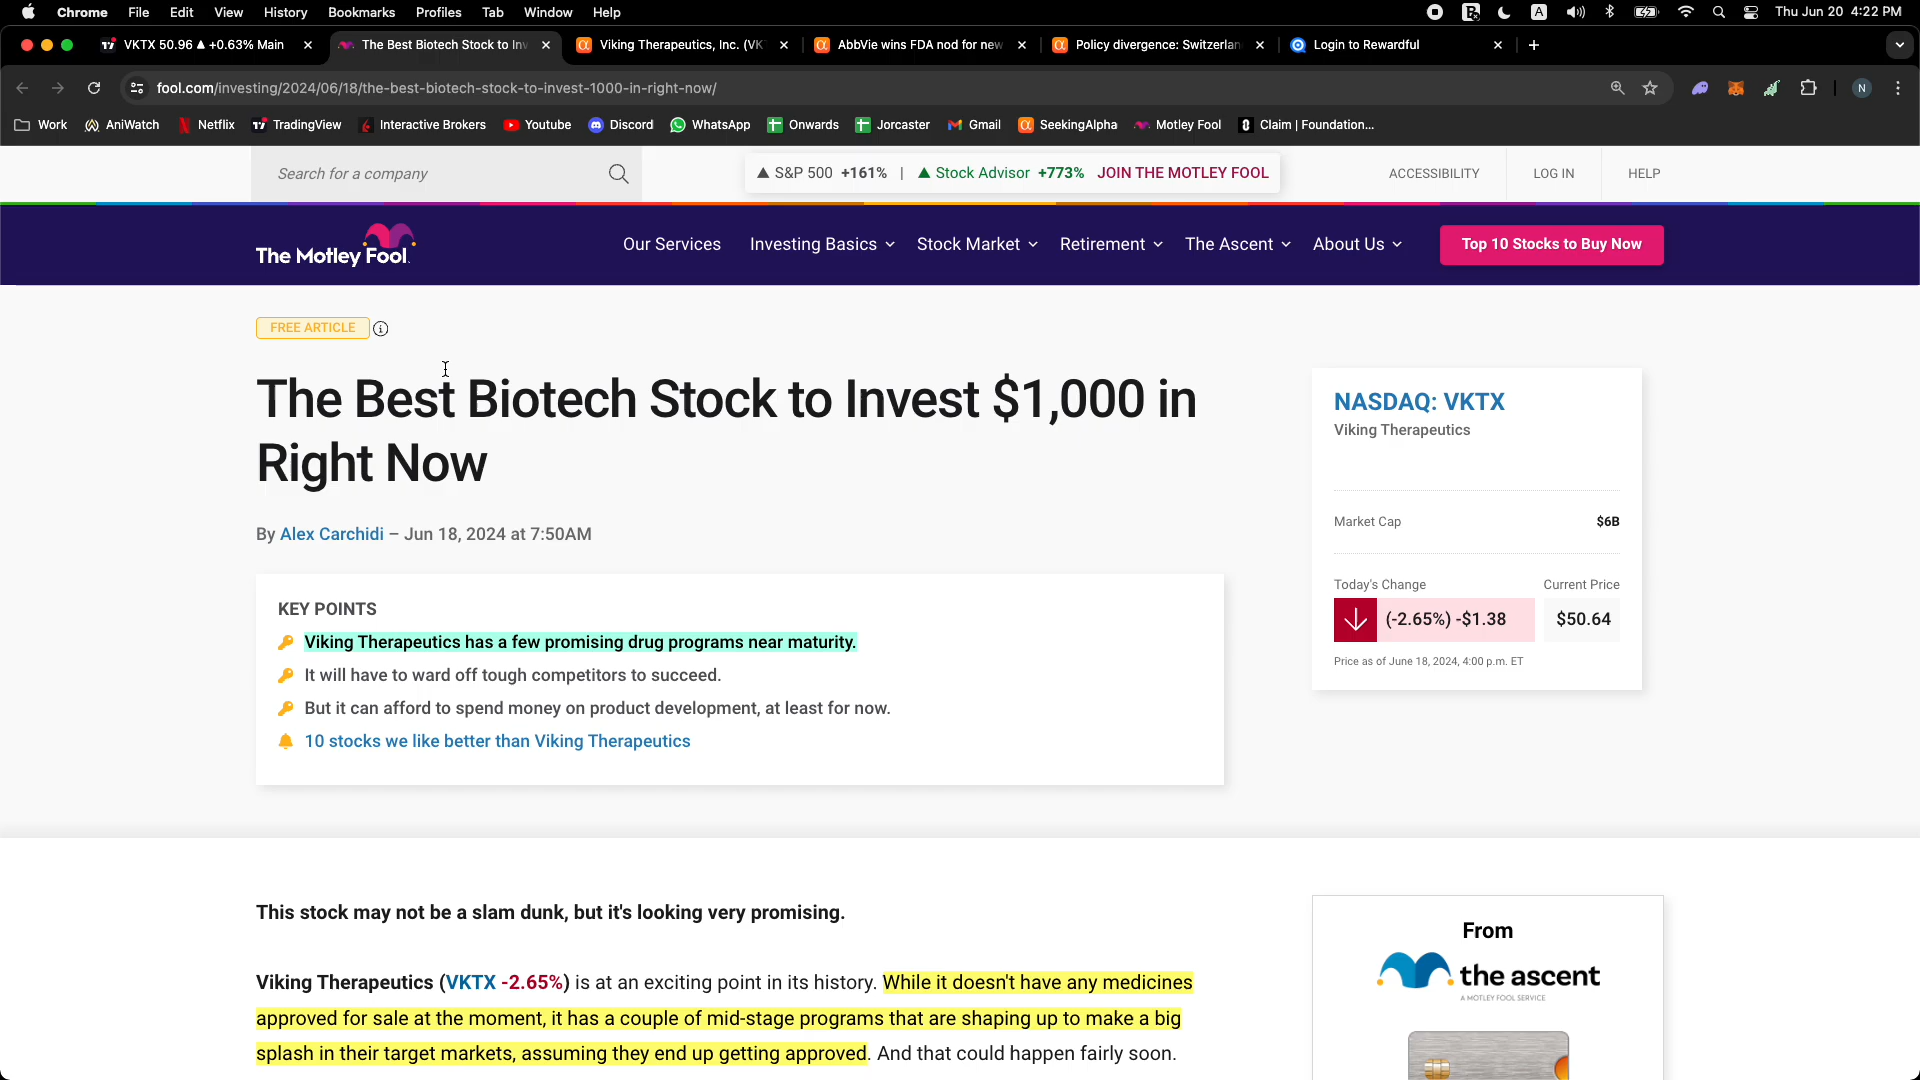 Chrome File Edit View History Bookmarks Profiles Tab Window Help A Thu Jun 20 4:22 PM
VKTX 50.96 ▲ +0.63% Main The Best Biotech Stock to Inv Viking Therapeutics, Inc. (VK AbbVie wins FDA nod for new Policy divergence: Switzerlan Login to Rewardful
fool.com/investing/2024/06/18/the-best-biotech-stock-to-invest-1000-in-right-now/ N
Work AniWatch Netflix TradingView Interactive Brokers Youtube Discord WhatsApp Onwards Jorcaster Gmail SeekingAlpha Motley Fool Claim | Foundation...
Search for a company
▲ S&P 500 +161% | ▲ Stock Advisor +773% JOIN THE MOTLEY FOOL
ACCESSIBILITY LOG IN HELP
The Motley Fool.
Our Services Investing Basics Stock Market Retirement The Ascent About Us
Top 10 Stocks to Buy Now
FREE ARTICLE
The Best Biotech Stock to Invest $1,000 in
Right Now
By Alex Carchidi – Jun 18, 2024 at 7:50AM
KEY POINTS
Viking Therapeutics has a few promising drug programs near maturity.
It will have to ward off tough competitors to succeed.
But it can afford to spend money on product development, at least for now.
10 stocks we like better than Viking Therapeutics
NASDAQ: VKTX
Viking Therapeutics
Market Cap $6B
Today's Change Current Price
(-2.65%) -$1.38 $50.64
Price as of June 18, 2024, 4:00 p.m. ET
This stock may not be a slam dunk, but it's looking very promising.
Viking Therapeutics (VKTX -2.65%) is at an exciting point in its history. While it doesn't have any medicines
approved for sale at the moment, it has a couple of mid-stage programs that are shaping up to make a big
splash in their target markets, assuming they end up getting approved. And that could happen fairly soon.
From
the ascent
A MOTLEY FOOL SERVICE